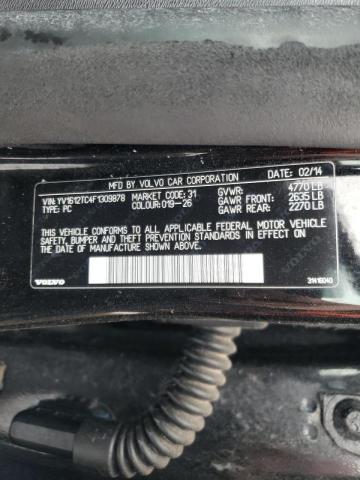 MFD BY VOLVO CAR CORPORATION DATE: 02/14
VIN: YV1612TC4F1309878 MARKET CODE: 31 GVWR: 4770 LB
TYPE: PC COLOUR: 019-26 GAWR FRONT: 2635 LB
GAWR REAR: 2270 LB
THIS VEHICLE CONFORMS TO ALL APPLICABLE FEDERAL MOTOR VEHICLE
SAFETY, BUMPER AND THEFT PREVENTION STANDARDS IN EFFECT ON
THE DATE OF MANUFACTURE SHOWN ABOVE.
VOLVO 31416040